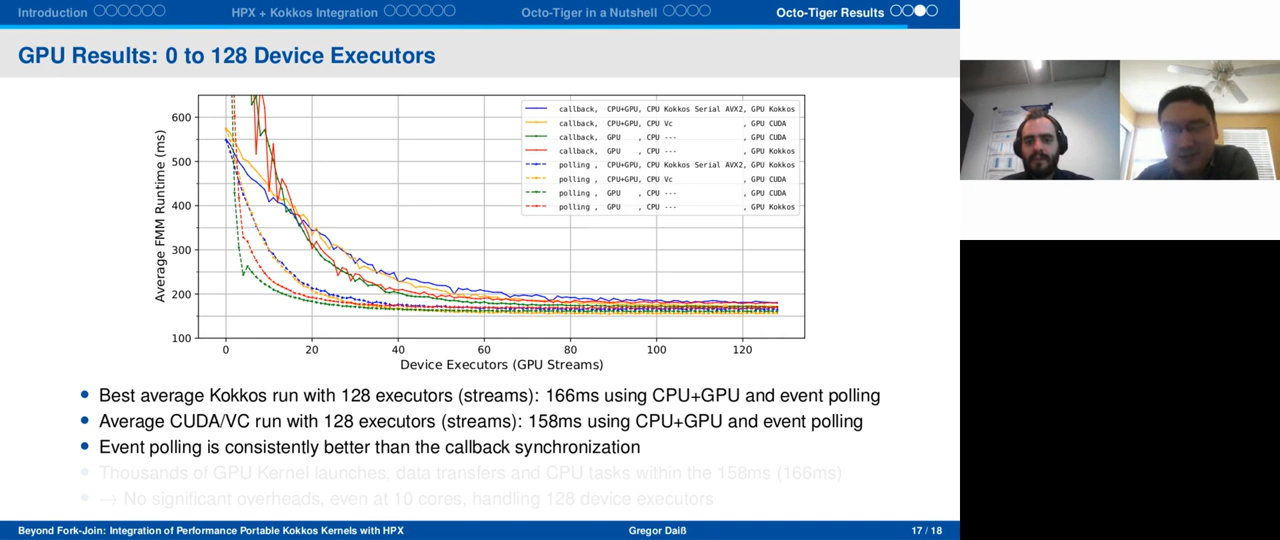 Introduction HPX + Kokkos Integration Octo-Tiger in a Nutshell Octo-Tiger Results
GPU Results: 0 to 128 Device Executors
Average FMM Runtime (ms)
600
500
400
300
200
100
0 20 40 60 80 100 120
Device Executors (GPU Streams)
callback, CPU+GPU, CPU Kokkos Serial AVX2, GPU Kokkos
callback, CPU+GPU, CPU Vc , GPU CUDA
callback, GPU , CPU --- , GPU CUDA
callback, GPU , CPU --- , GPU Kokkos
polling , CPU+GPU, CPU Kokkos Serial AVX2, GPU Kokkos
polling , CPU+GPU, CPU Vc , GPU CUDA
polling , GPU , CPU --- , GPU CUDA
polling , GPU , CPU --- , GPU Kokkos
• Best average Kokkos run with 128 executors (streams): 166ms using CPU+GPU and event polling
• Average CUDA/VC run with 128 executors (streams): 158ms using CPU+GPU and event polling
• Event polling is consistently better than the callback synchronization
• Thousands of GPU Kernel launches, data transfers and CPU tasks within the 158ms (166ms)
• → No significant overheads, even at 10 cores, handling 128 device executors
Beyond Fork-Join: Integration of Performance Portable Kokkos Kernels with HPX Gregor Daiß 17 / 18